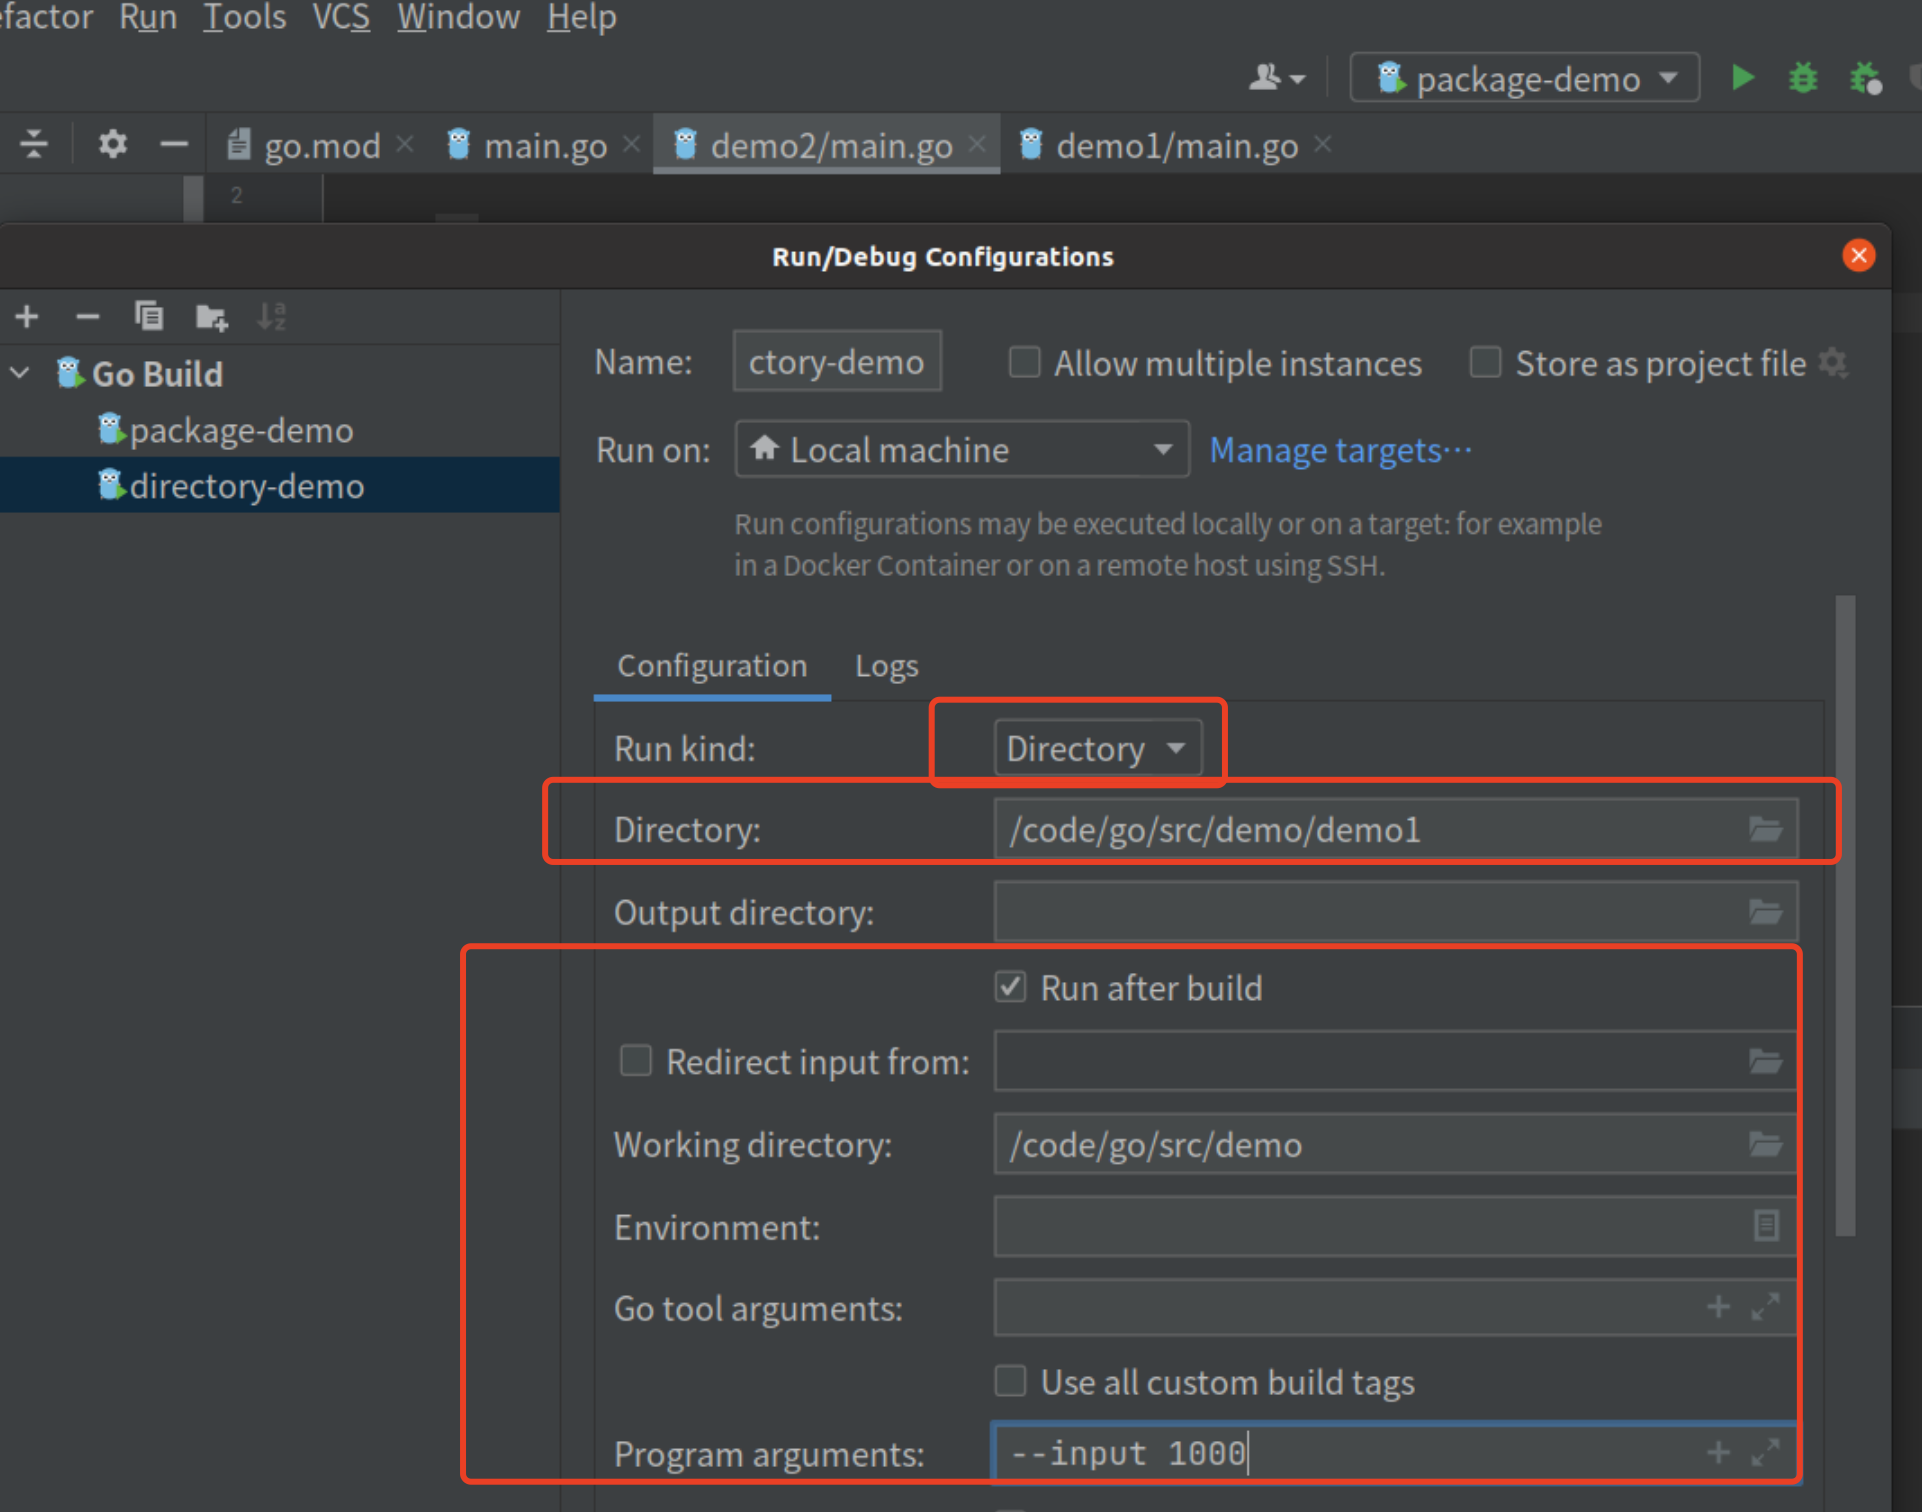 efactor Run Tools VCS Window Help
package-demo
go.mod main.go demo2/main.go demo1/main.go
2
Run/Debug Configurations
Go Build
package-demo
directory-demo
Name: ctory-demo Allow multiple instances Store as project file
Run on: Local machine Manage targets...
Run configurations may be executed locally or on a target: for example
in a Docker Container or on a remote host using SSH.
Configuration Logs
Run kind: Directory
Directory: /code/go/src/demo/demo1
Output directory:
Run after build
Redirect input from:
Working directory: /code/go/src/demo
Environment:
Go tool arguments:
Use all custom build tags
Program arguments: --input 1000